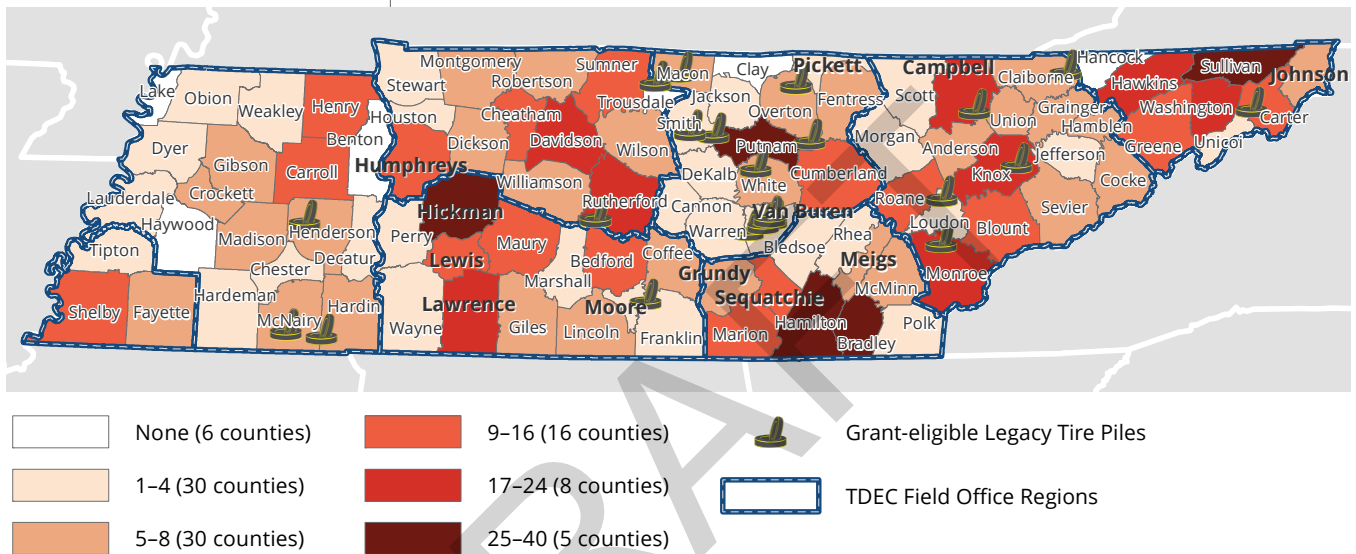 Montgomery
Sumner
Stewart
Robertson
Macon
Clay
Pickett
Campbell
Hancock
Sullivan
Johnson
Lake
Obion
Weakley
Henry
Houston
Cheatham
Trousdale
Jackson
Overton
Fentress
Scott
Claiborne
Hawkins
Washington
Carter
Benton
Smith
Union
Grainger
Hamblen
Dyer
Gibson
Carroll
Humphreys
Dickson
Davidson
Wilson
Putnam
Morgan
Anderson
Jefferson
Greene
Unicoi
Crockett
Williamson
DeKalb
White
Cumberland
Knox
Cocke
Lauderdale
Haywood
Madison
Henderson
Hickman
Rutherford
Cannon
Van Buren
Roane
Loudon
Blount
Sevier
Tipton
Decatur
Perry
Maury
Warren
Bledsoe
Rhea
Chester
Lewis
Bedford
Coffee
Grundy
Meigs
Monroe
Hardeman
Hardin
Lawrence
Marshall
Moore
Sequatchie
McMinn
Shelby
Fayette
McNairy
Wayne
Giles
Lincoln
Franklin
Marion
Hamilton
Bradley
Polk
None (6 counties)
9–16 (16 counties)
Grant-eligible Legacy Tire Piles
1–4 (30 counties)
17–24 (8 counties)
TDEC Field Office Regions
5–8 (30 counties)
25–40 (5 counties)